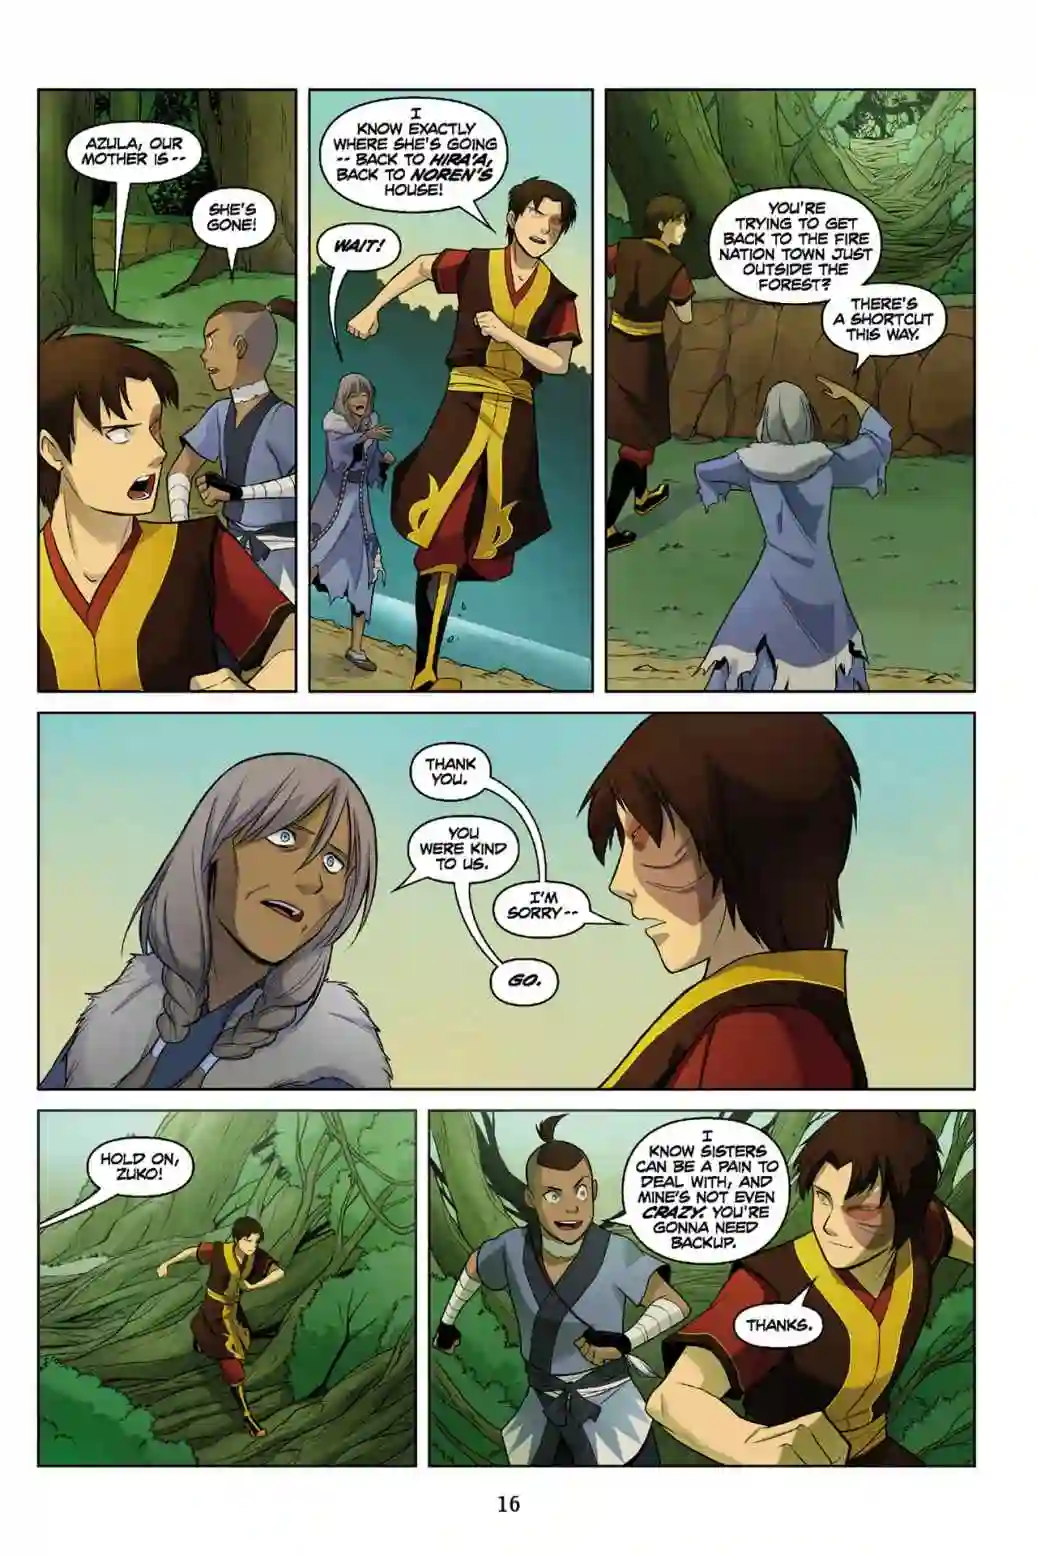 AZULA, OUR
MOTHER IS --
SHE'S
GONE!
I
KNOW EXACTLY
WHERE SHE'S GOING
-- BACK TO HIRA'A,
BACK TO NOREN'S
HOUSE!
WAIT!
YOU'RE
TRYING TO GET
BACK TO THE FIRE
NATION TOWN JUST
OUTSIDE THE
FOREST?
THERE'S
A SHORTCUT
THIS WAY.
THANK
YOU.
YOU
WERE KIND
TO US.
I'M
SORRY--
GO.
HOLD ON,
ZUKO!
I
KNOW SISTERS
CAN BE A PAIN TO
DEAL WITH, AND
MINE'S NOT EVEN
CRAZY. YOU'RE
GONNA NEED
BACKUP.
THANKS.
16